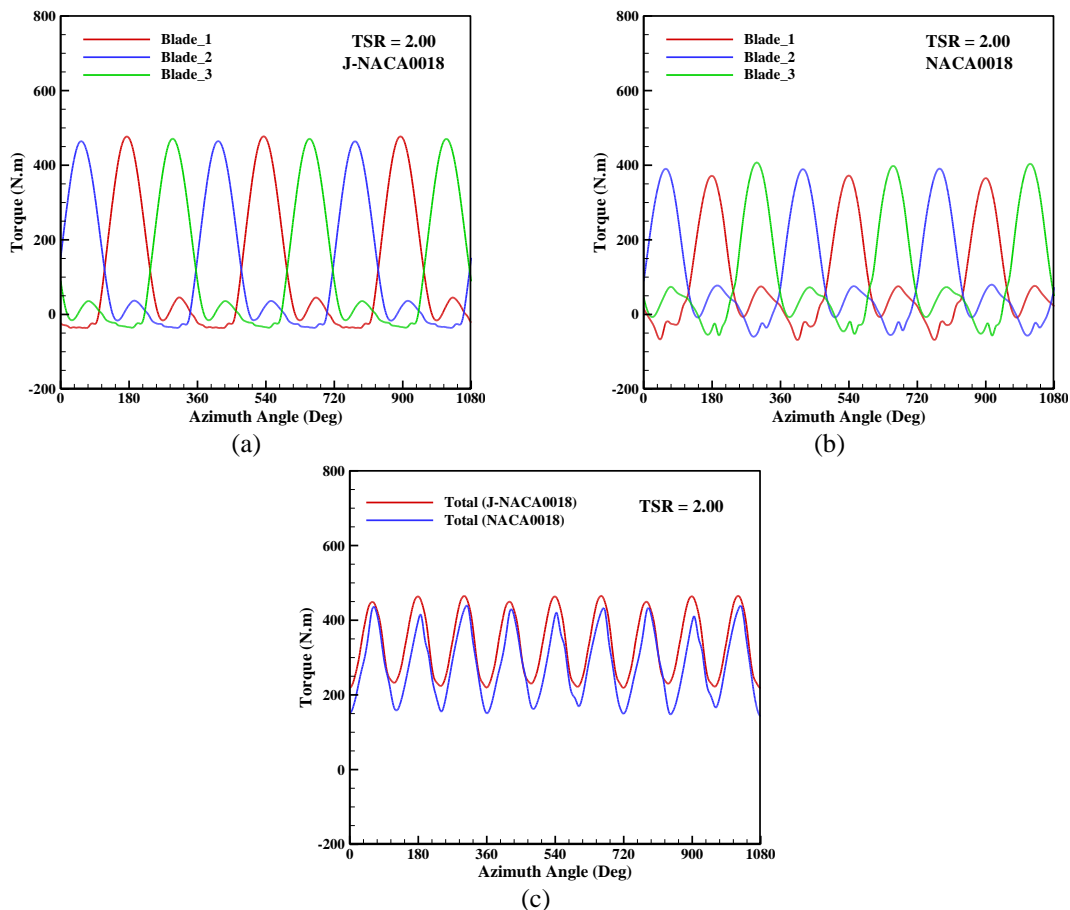 800
600
400
200
0
-200
Torque (N.m)
Blade_1
Blade_2
Blade_3
TSR = 2.00
J-NACA0018
0 180 360 540 720 900 1080
Azimuth Angle (Deg)
(a)
800
600
400
200
0
-200
Torque (N.m)
Blade_1
Blade_2
Blade_3
TSR = 2.00
NACA0018
0 180 360 540 720 900 1080
Azimuth Angle (Deg)
(b)
800
600
400
200
0
-200
Torque (N.m)
Total (J-NACA0018)
Total (NACA0018)
TSR = 2.00
0 180 360 540 720 900 1080
Azimuth Angle (Deg)
(c)